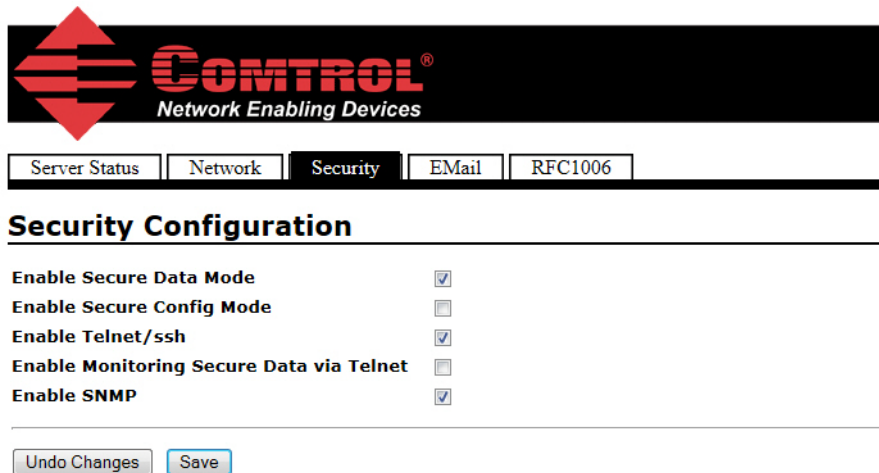 COMTROL®
Network Enabling Devices
Server Status Network Security EMail RFC1006
Security Configuration
Enable Secure Data Mode
Enable Secure Config Mode
Enable Telnet/ssh
Enable Monitoring Secure Data via Telnet
Enable SNMP
Undo Changes Save